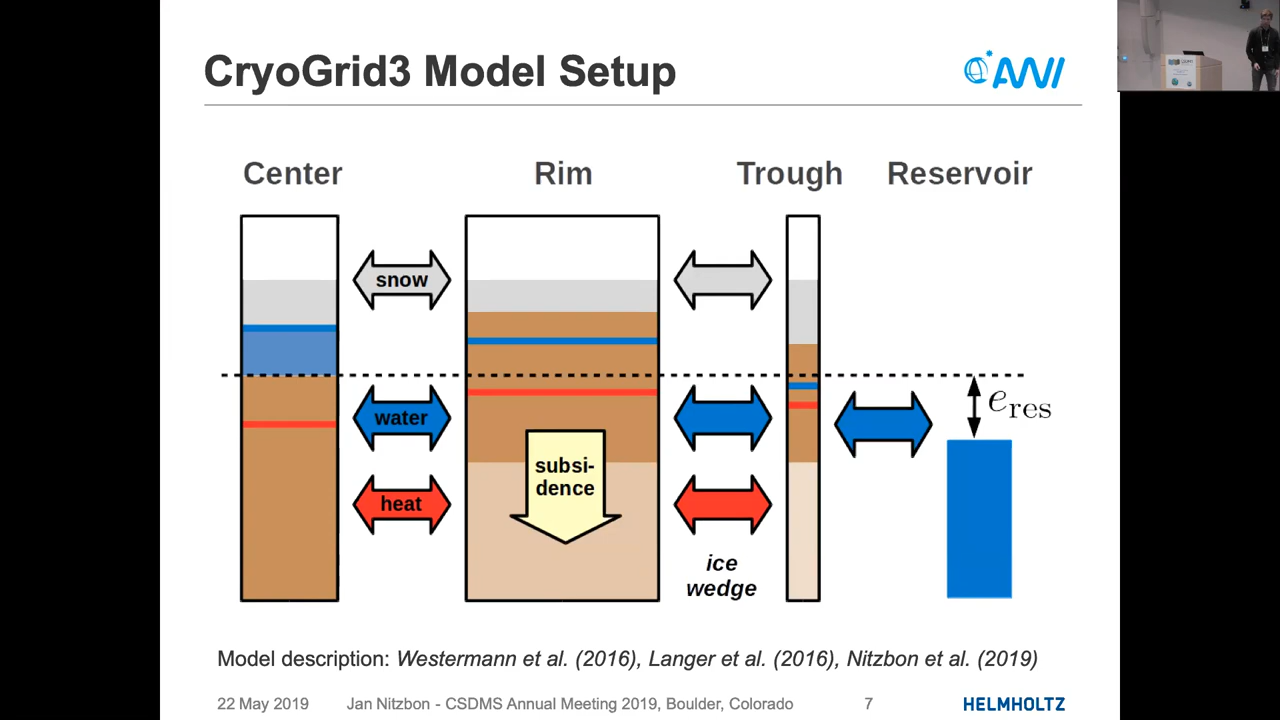 CryoGrid3 Model Setup
AWI
Center
Rim
Trough
Reservoir
snow
water
heat
subsi-
dence
ice
wedge
eres
Model description: Westermann et al. (2016), Langer et al. (2016), Nitzbon et al. (2019)
22 May 2019
Jan Nitzbon - CSDMS Annual Meeting 2019, Boulder, Colorado
7
HELMHOLTZ